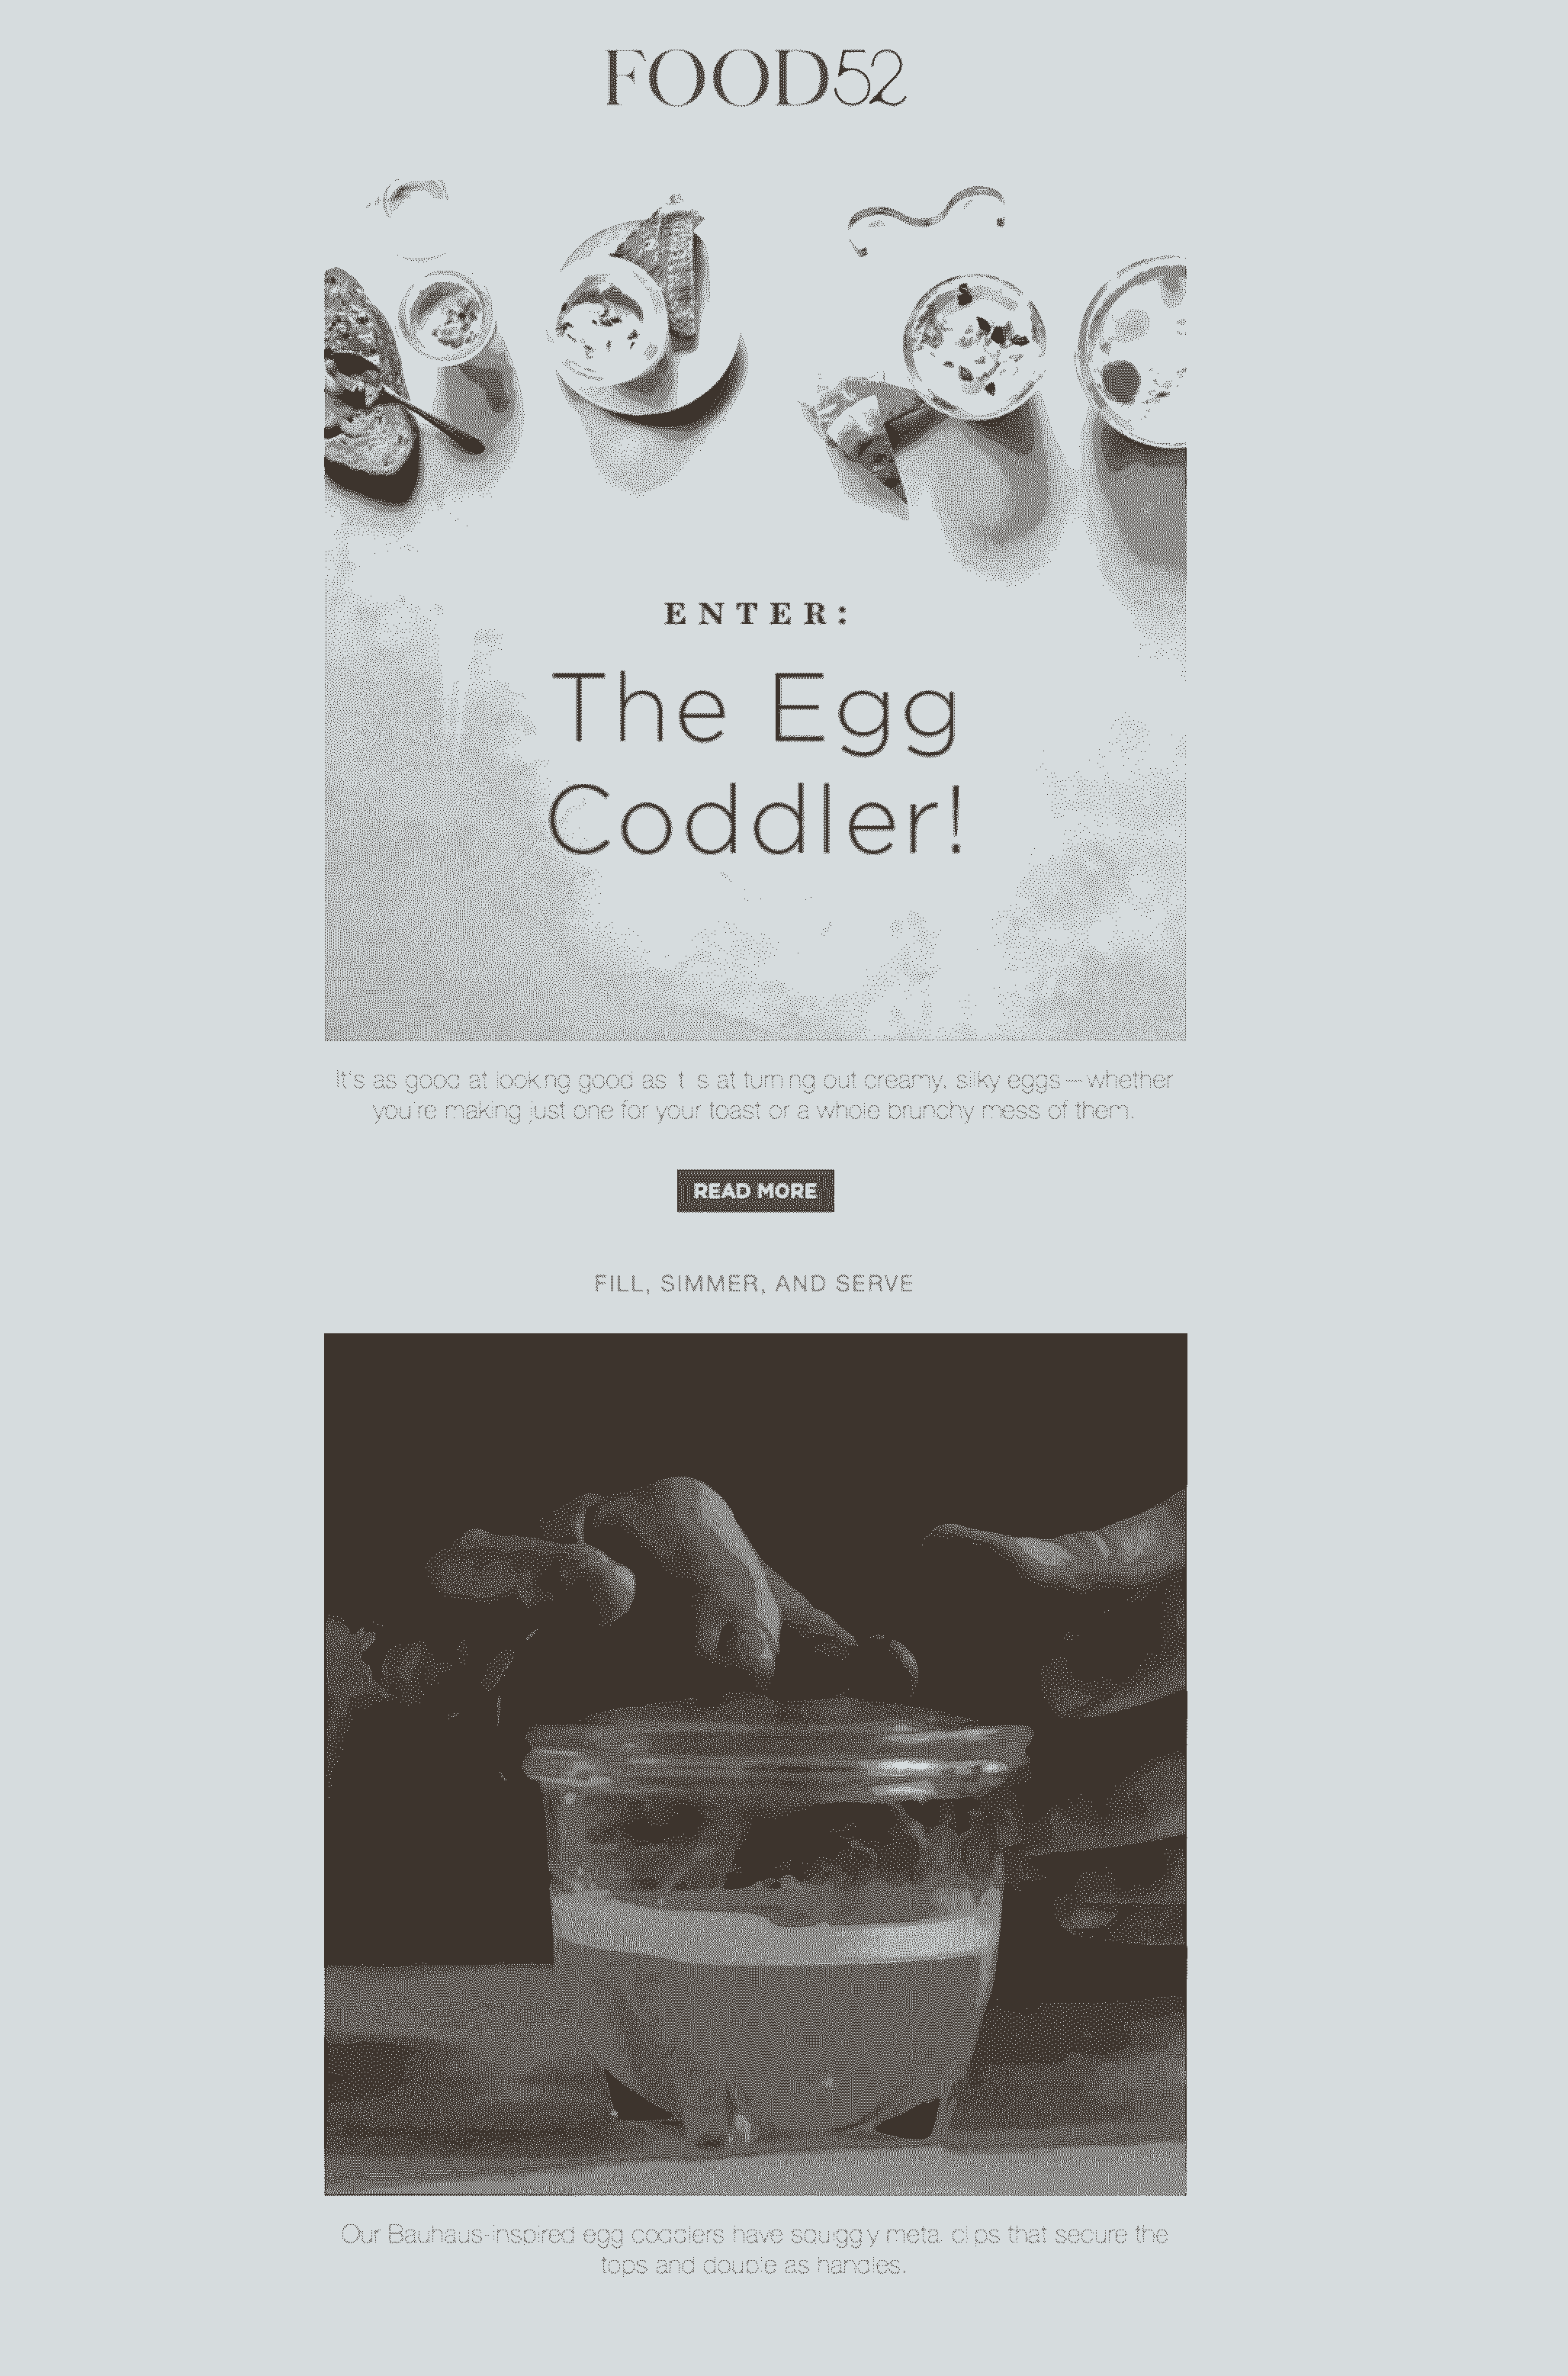 FOOD52
ENTER:
The Egg
Coddler!
It's as good at looking good as it is at turning out creamy, silky eggs—whether
you're making just one for your toast or a whole brunchy mess of them.
READ MORE
FILL, SIMMER, AND SERVE
Our Bauhaus-inspired egg coddlers have squiggly metal clips that secure the
tops and double as handles.